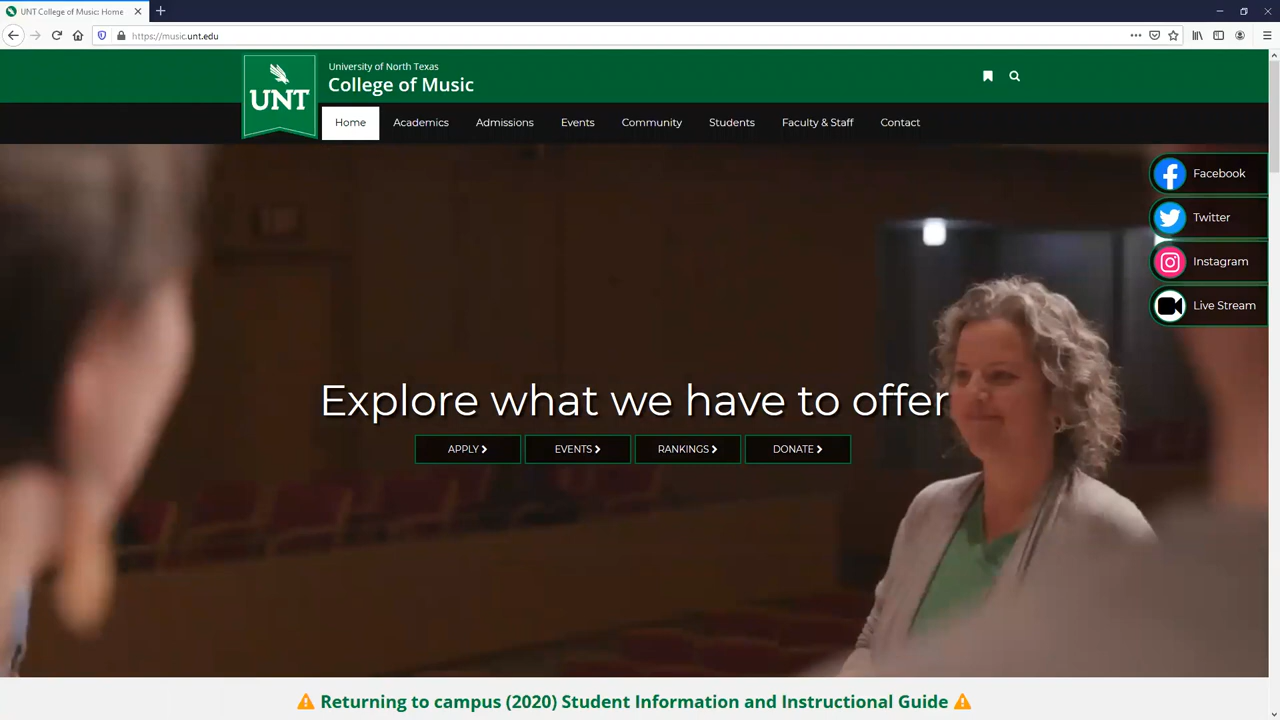 UNT College of Music: Home
https://music.unt.edu
University of North Texas
College of Music
UNT
Home
Academics
Admissions
Events
Community
Students
Faculty & Staff
Contact
Facebook
Twitter
Instagram
Live Stream
Explore what we have to offer
APPLY
EVENTS
RANKINGS
DONATE
Returning to campus (2020) Student Information and Instructional Guide